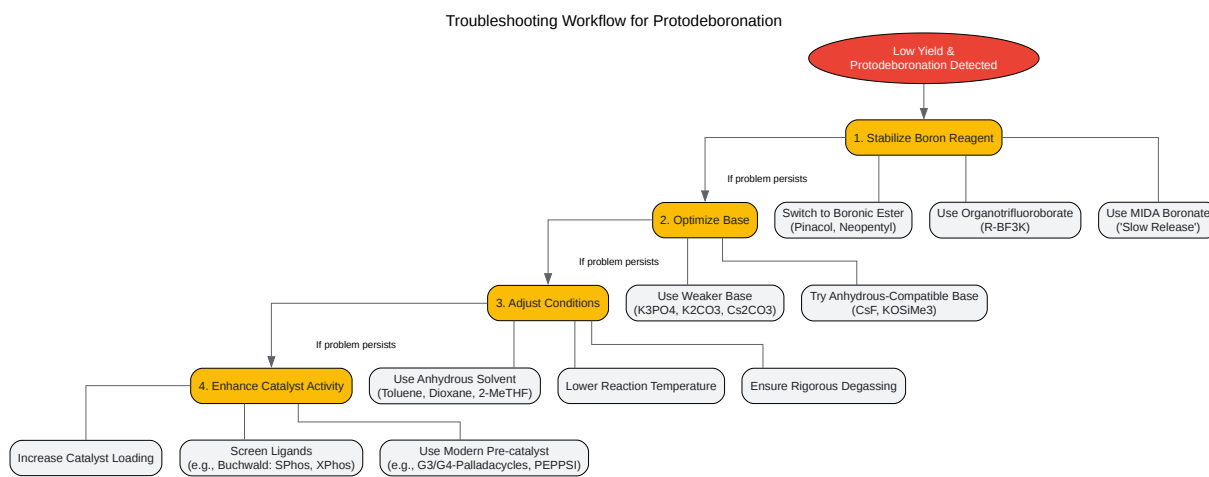 Troubleshooting Workflow for Protodeboronation
Low Yield &
Protodeboronation Detected
1. Stabilize Boron Reagent
If problem persists
2. Optimize Base
Switch to Boronic Ester
(Pinacol, Neopentyl)
Use Organotrifluoroborate
(R-BF3K)
Use MIDA Boronate
('Slow Release')
If problem persists
3. Adjust Conditions
Use Weaker Base
(K3PO4, K2CO3, Cs2CO3)
Try Anhydrous-Compatible Base
(CsF, KOSiMe3)
If problem persists
4. Enhance Catalyst Activity
Use Anhydrous Solvent
(Toluene, Dioxane, 2-MeTHF)
Lower Reaction Temperature
Ensure Rigorous Degassing
Increase Catalyst Loading
Screen Ligands
(e.g., Buchwald: SPhos, XPhos)
Use Modern Pre-catalyst
(e.g., G3/G4-Palladacycles, PEPPSI)